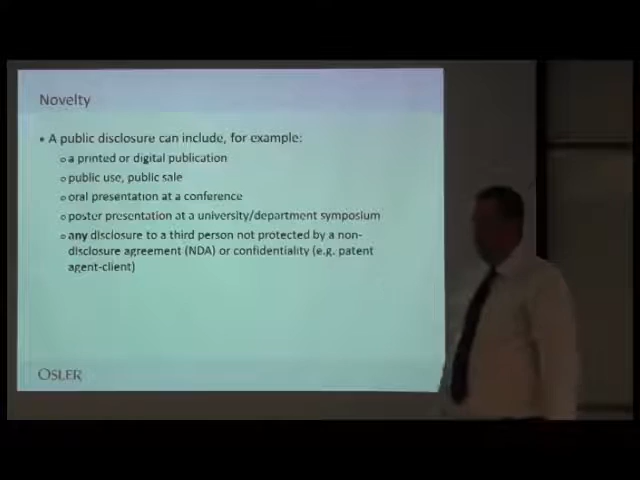 Novelty
• A public disclosure can include, for example:
o a printed or digital publication
o public use, public sale
o oral presentation at a conference
o poster presentation at a university/department symposium
o any disclosure to a third person not protected by a non-
disclosure agreement (NDA) or confidentiality (e.g. patent
agent-client)
OSLER